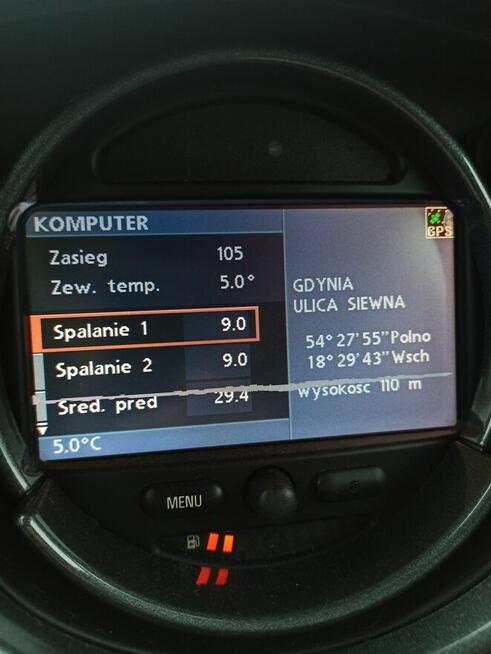 KOMPUTER
GPS
Zasieg 105
Zew. temp. 5.0°
Spalanie 1 9.0
Spalanie 2 9.0
Sred. pred 29.4
5.0°C
GDYNIA
ULICA SIEWNA
54° 27'55"Polno
18° 29'43"Wsch
Wysokosc 110 m
MENU